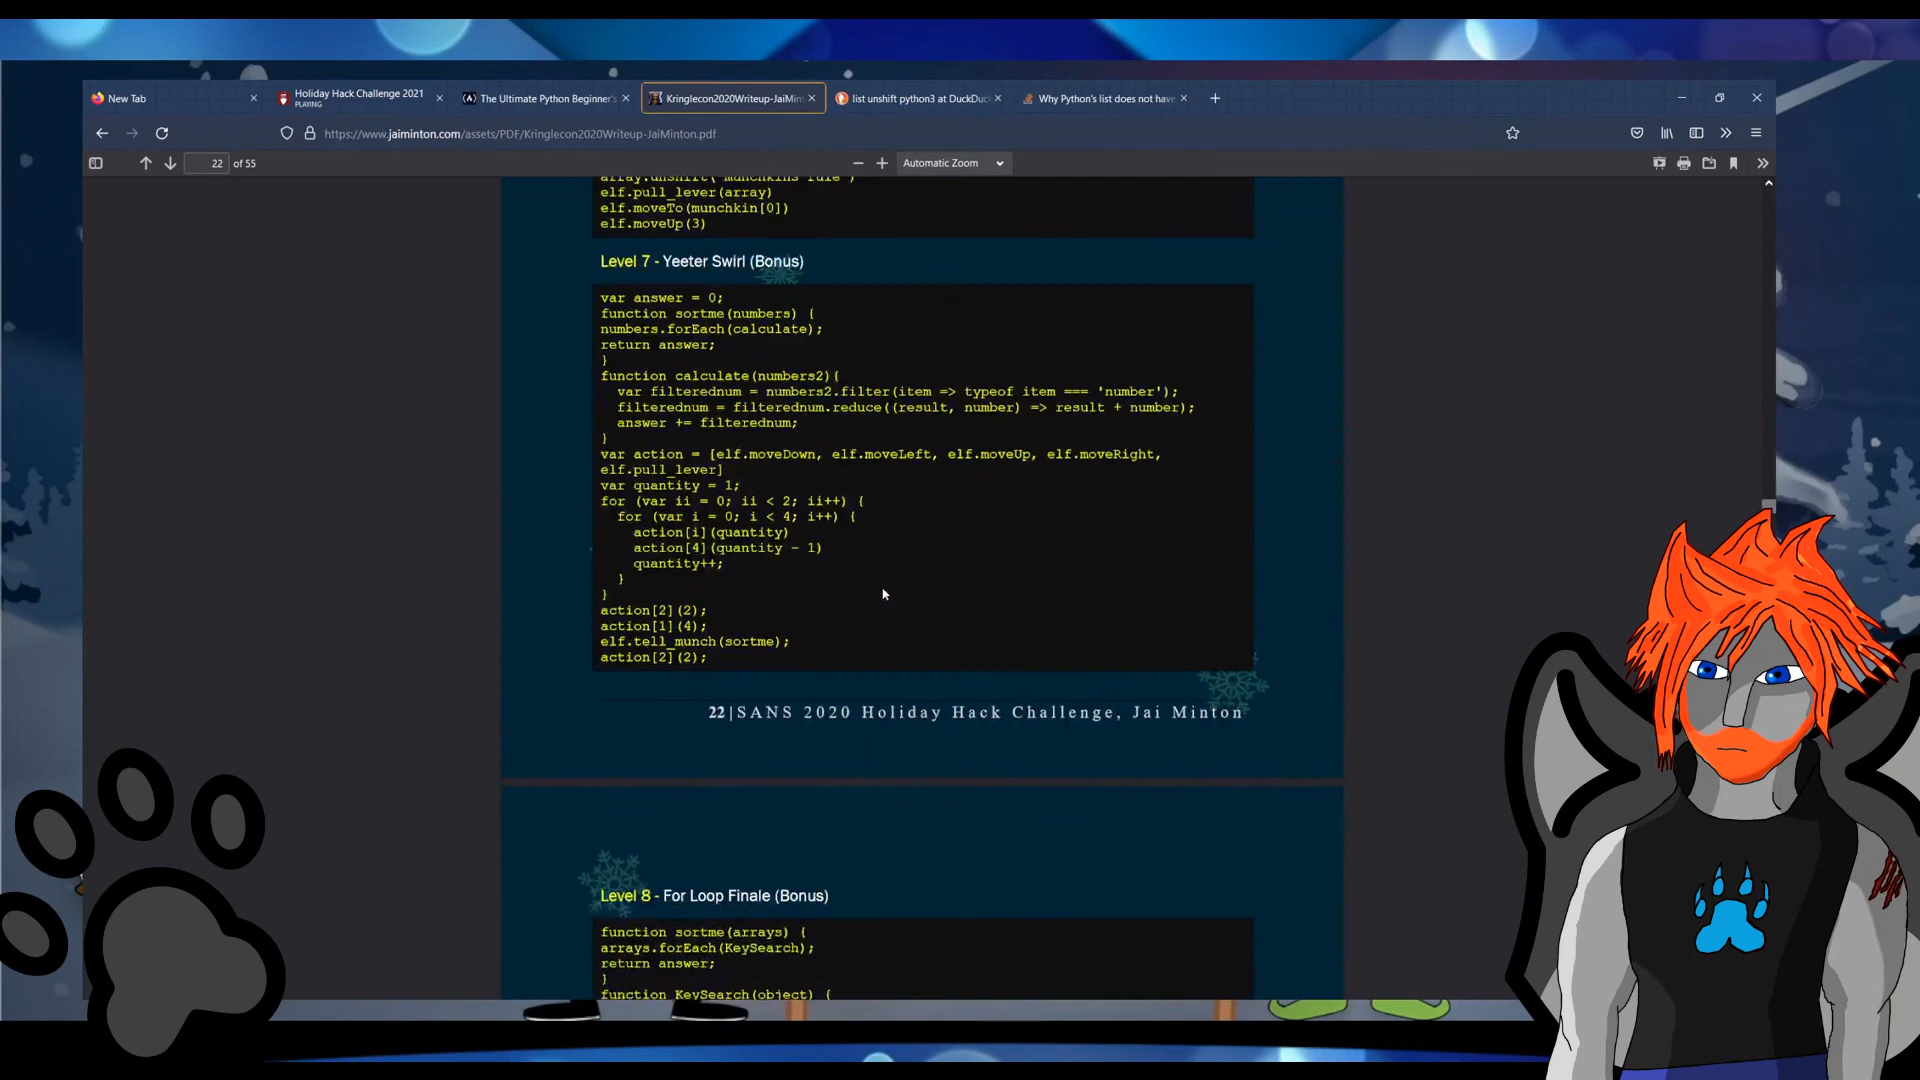 New Tab
Holiday Hack Challenge 2021
PLAYING
The Ultimate Python Beginner's
Kringlecon2020Writeup-JaiMint
list unshift python3 at DuckDuc
Why Python's list does not have
https://www.jaiminton.com/assets/PDF/Kringlecon2020Writeup-JaiMinton.pdf
22 of 55
Automatic Zoom
array.unshift("munchkins rule")
elf.pull_lever(array)
elf.moveTo(munchkin[0])
elf.moveUp(3)
Level 7 - Yeeter Swirl (Bonus)
var answer = 0;
function sortme(numbers) {
numbers.forEach(calculate);
return answer;
}
function calculate(numbers2){
var filterednum = numbers2.filter(item => typeof item === 'number');
filterednum = filterednum.reduce((result, number) => result + number);
answer += filterednum;
}
var action = [elf.moveDown, elf.moveLeft, elf.moveUp, elf.moveRight,
elf.pull_lever]
var quantity = 1;
for (var ii = 0; ii < 2; ii++) {
for (var i = 0; i < 4; i++) {
action[i](quantity)
action[4](quantity - 1)
quantity++;
}
}
action[2](2);
action[1](4);
elf.tell_munch(sortme);
action[2](2);
22|SANS 2020 Holiday Hack Challenge, Jai Minton
Level 8 - For Loop Finale (Bonus)
function sortme(arrays) {
arrays.forEach(KeySearch);
return answer;
}
function KeySearch(object) {